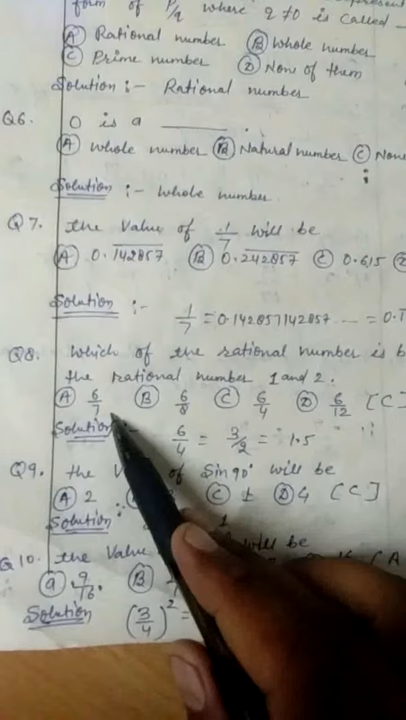 form of P/q where q ≠ 0 is called
(A) Rational number (B) Whole number
(C) Prime number (D) None of them
Solution :- Rational number
Q6. 0 is a ______ .
(A) Whole number (B) Natural number (C) None
Solution :- Whole number
Q7. The Value of 1/7 will be
(A) 0.142857 (B) 0.242857 (C) 0.615
Solution :- 1/7 = 0.142857142857 --- = 0.
Q8. Which of the rational number is
the rational number 1 and 2.
(A) 6/7 (B) 6/8 (C) 6/4 (D) 6/12 [C]
Solution :- 6/4 = 3/2 = 1.5
Q9. The of Sin 90° will be
(A) 2 (C) 1 (D) 4 [C]
Solution :- 1
Q10. The Value will be
(a) 9/16. (B)
Solution (3/4)² =